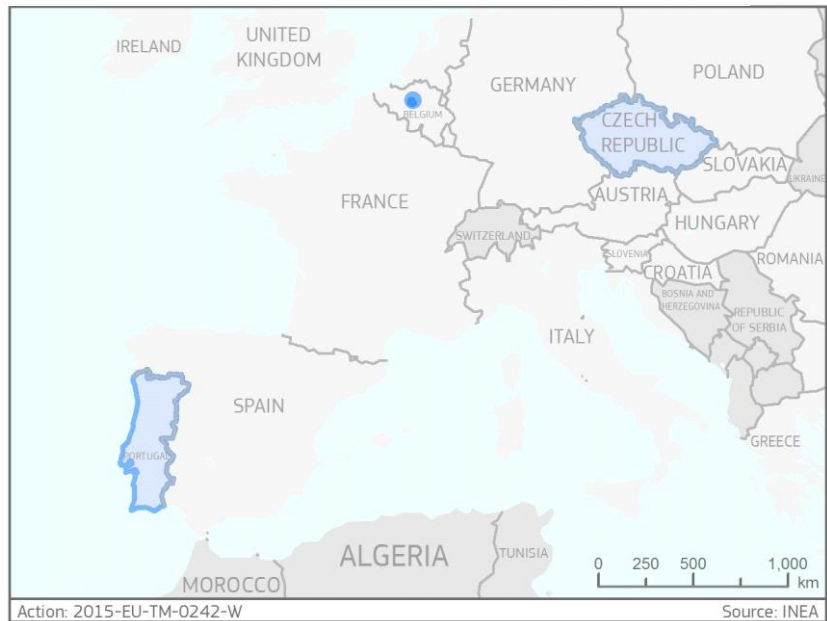 IRELAND
UNITED
KINGDOM
POLAND
GERMANY
BELGIUM
CZECH
REPUBLIC
SLOVAKIA
UKRAINE
AUSTRIA
FRANCE
HUNGARY
SWITZERLAND
SLOVENIA
ROMANIA
CROATIA
BOSNIA AND
HERZEGOVINA
REPUBLIC
OF SERBIA
ITALY
SPAIN
PORTUGAL
GREECE
ALGERIA
TUNISIA
MOROCCO
0 250 500 1,000
km
Action: 2015-EU-TM-0242-W
Source: INEA